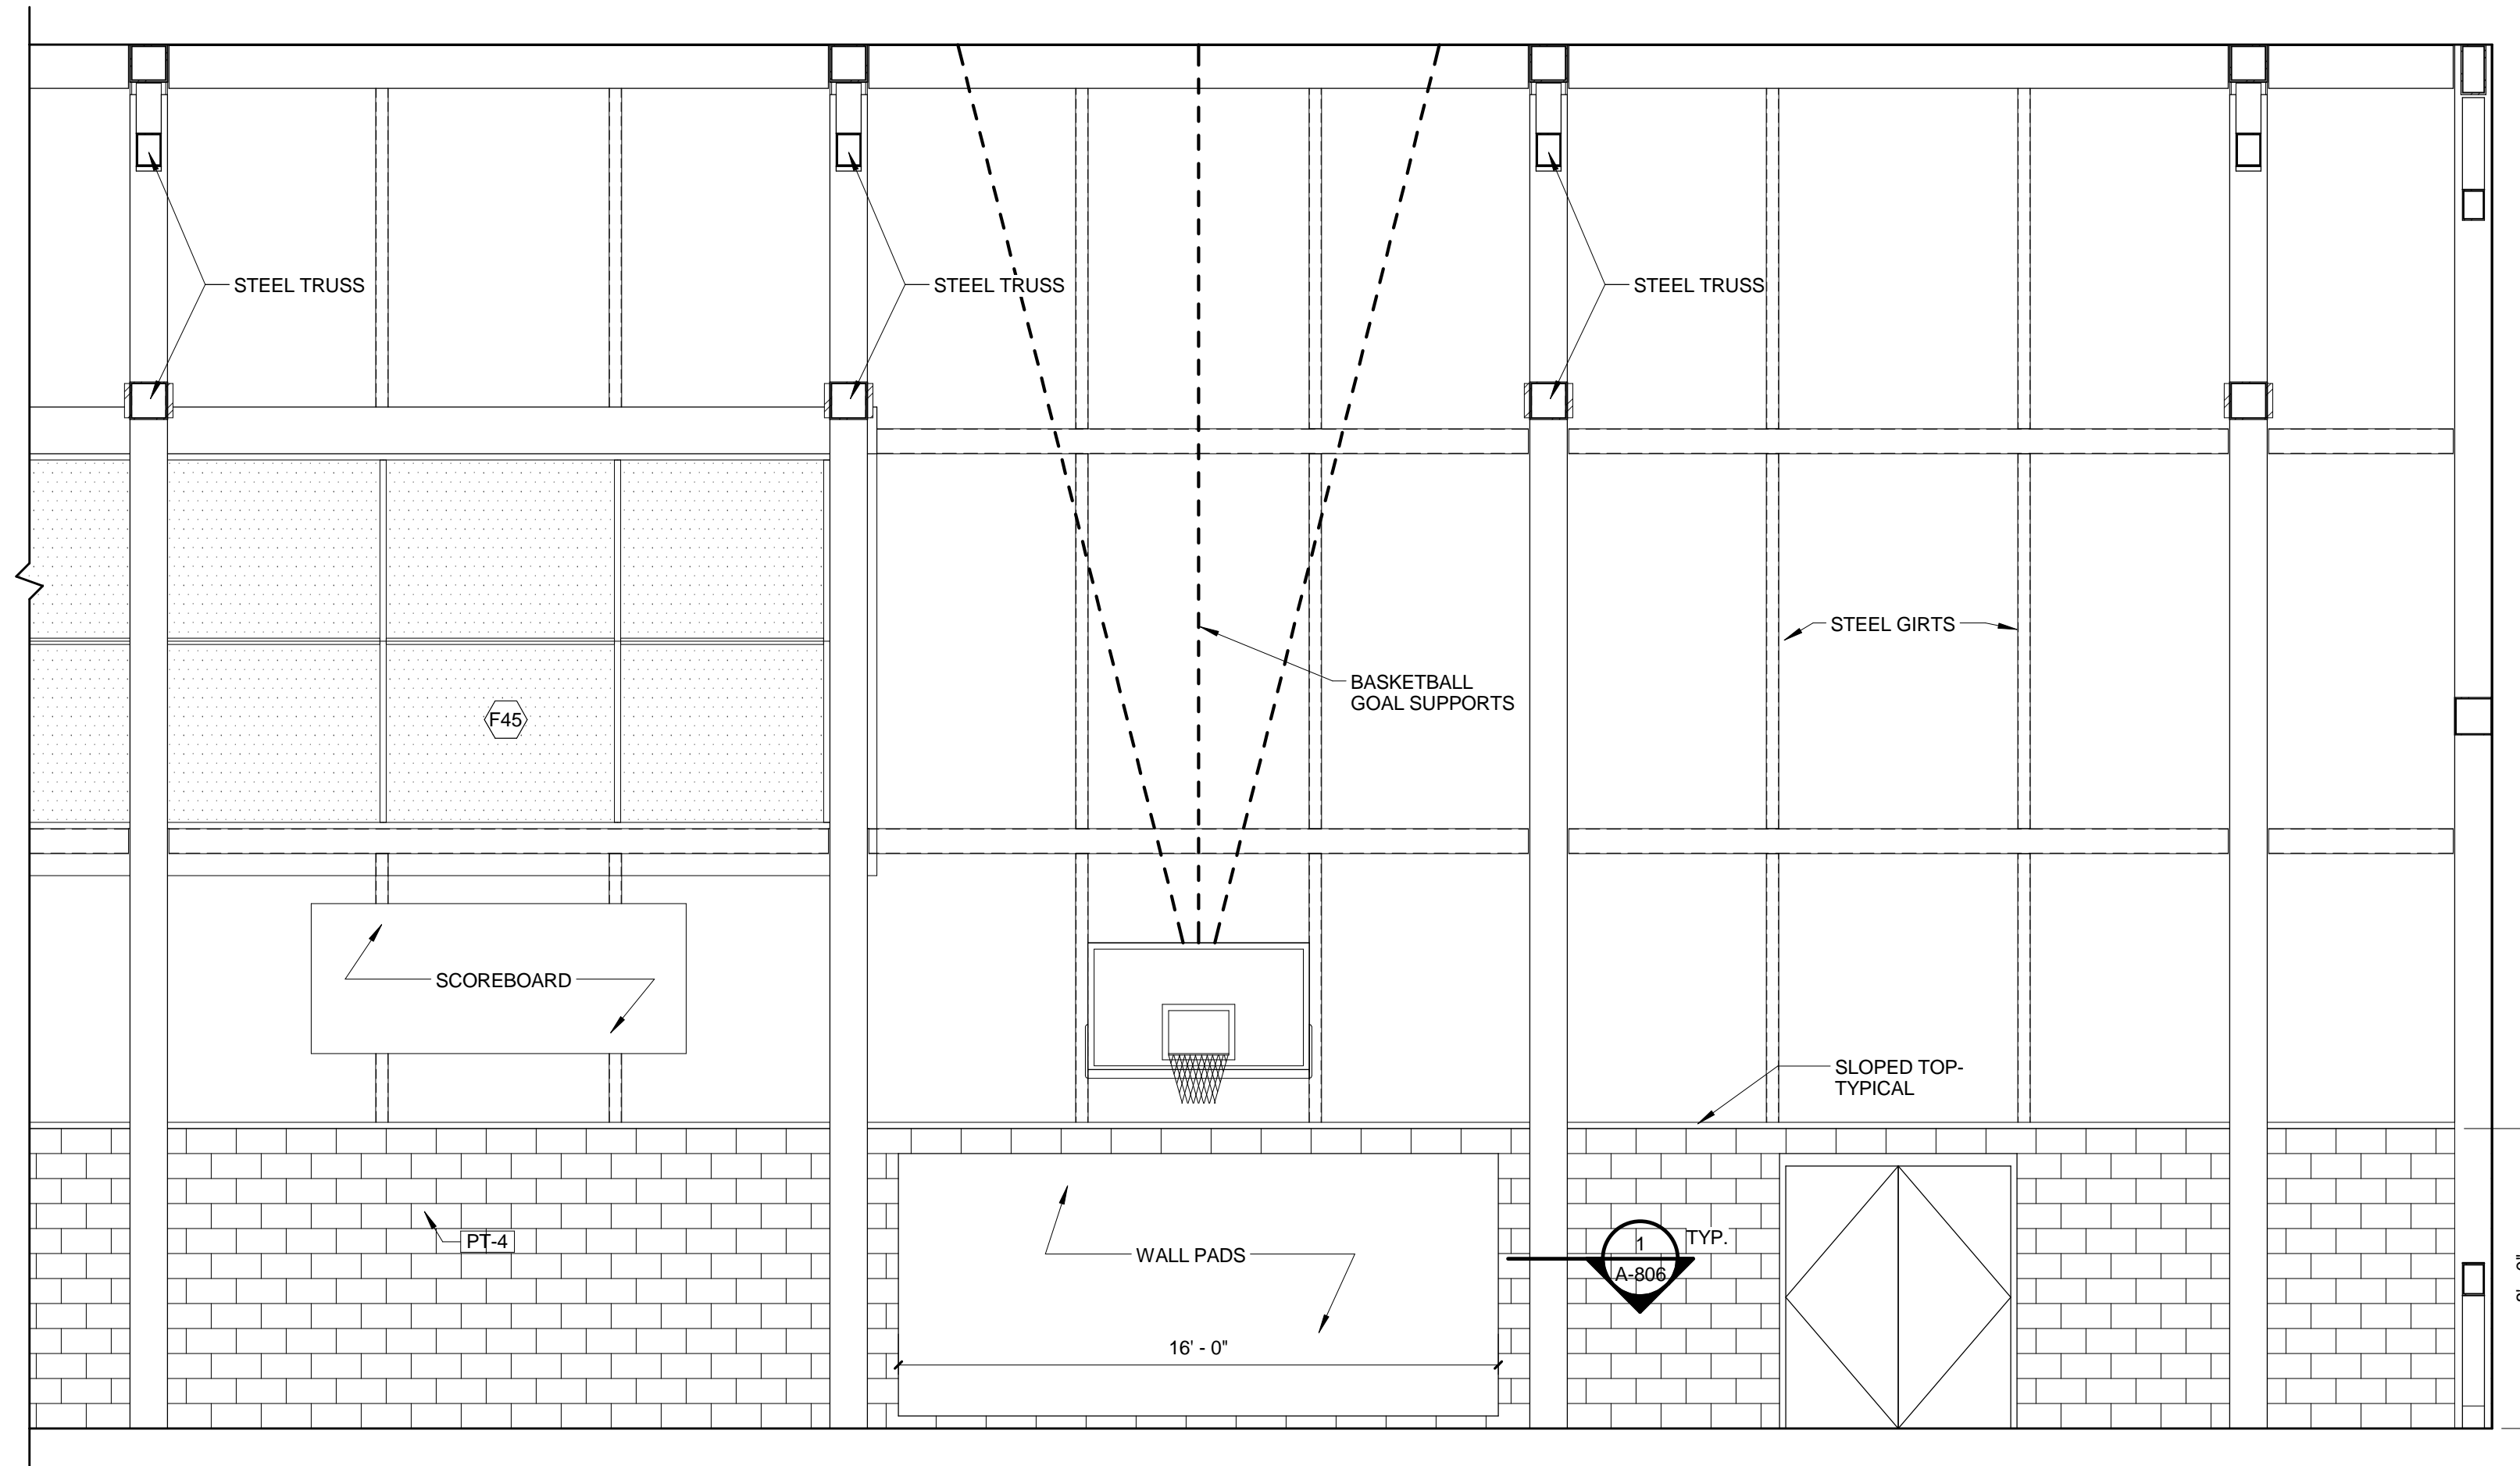 STEEL TRUSS
STEEL TRUSS
STEEL TRUSS
STEEL GIRTS
BASKETBALL
GOAL SUPPORTS
F45
SCOREBOARD
SLOPED TOP-
TYPICAL
PT-4
WALL PADS
1
A-806
TYP.
16' - 0"